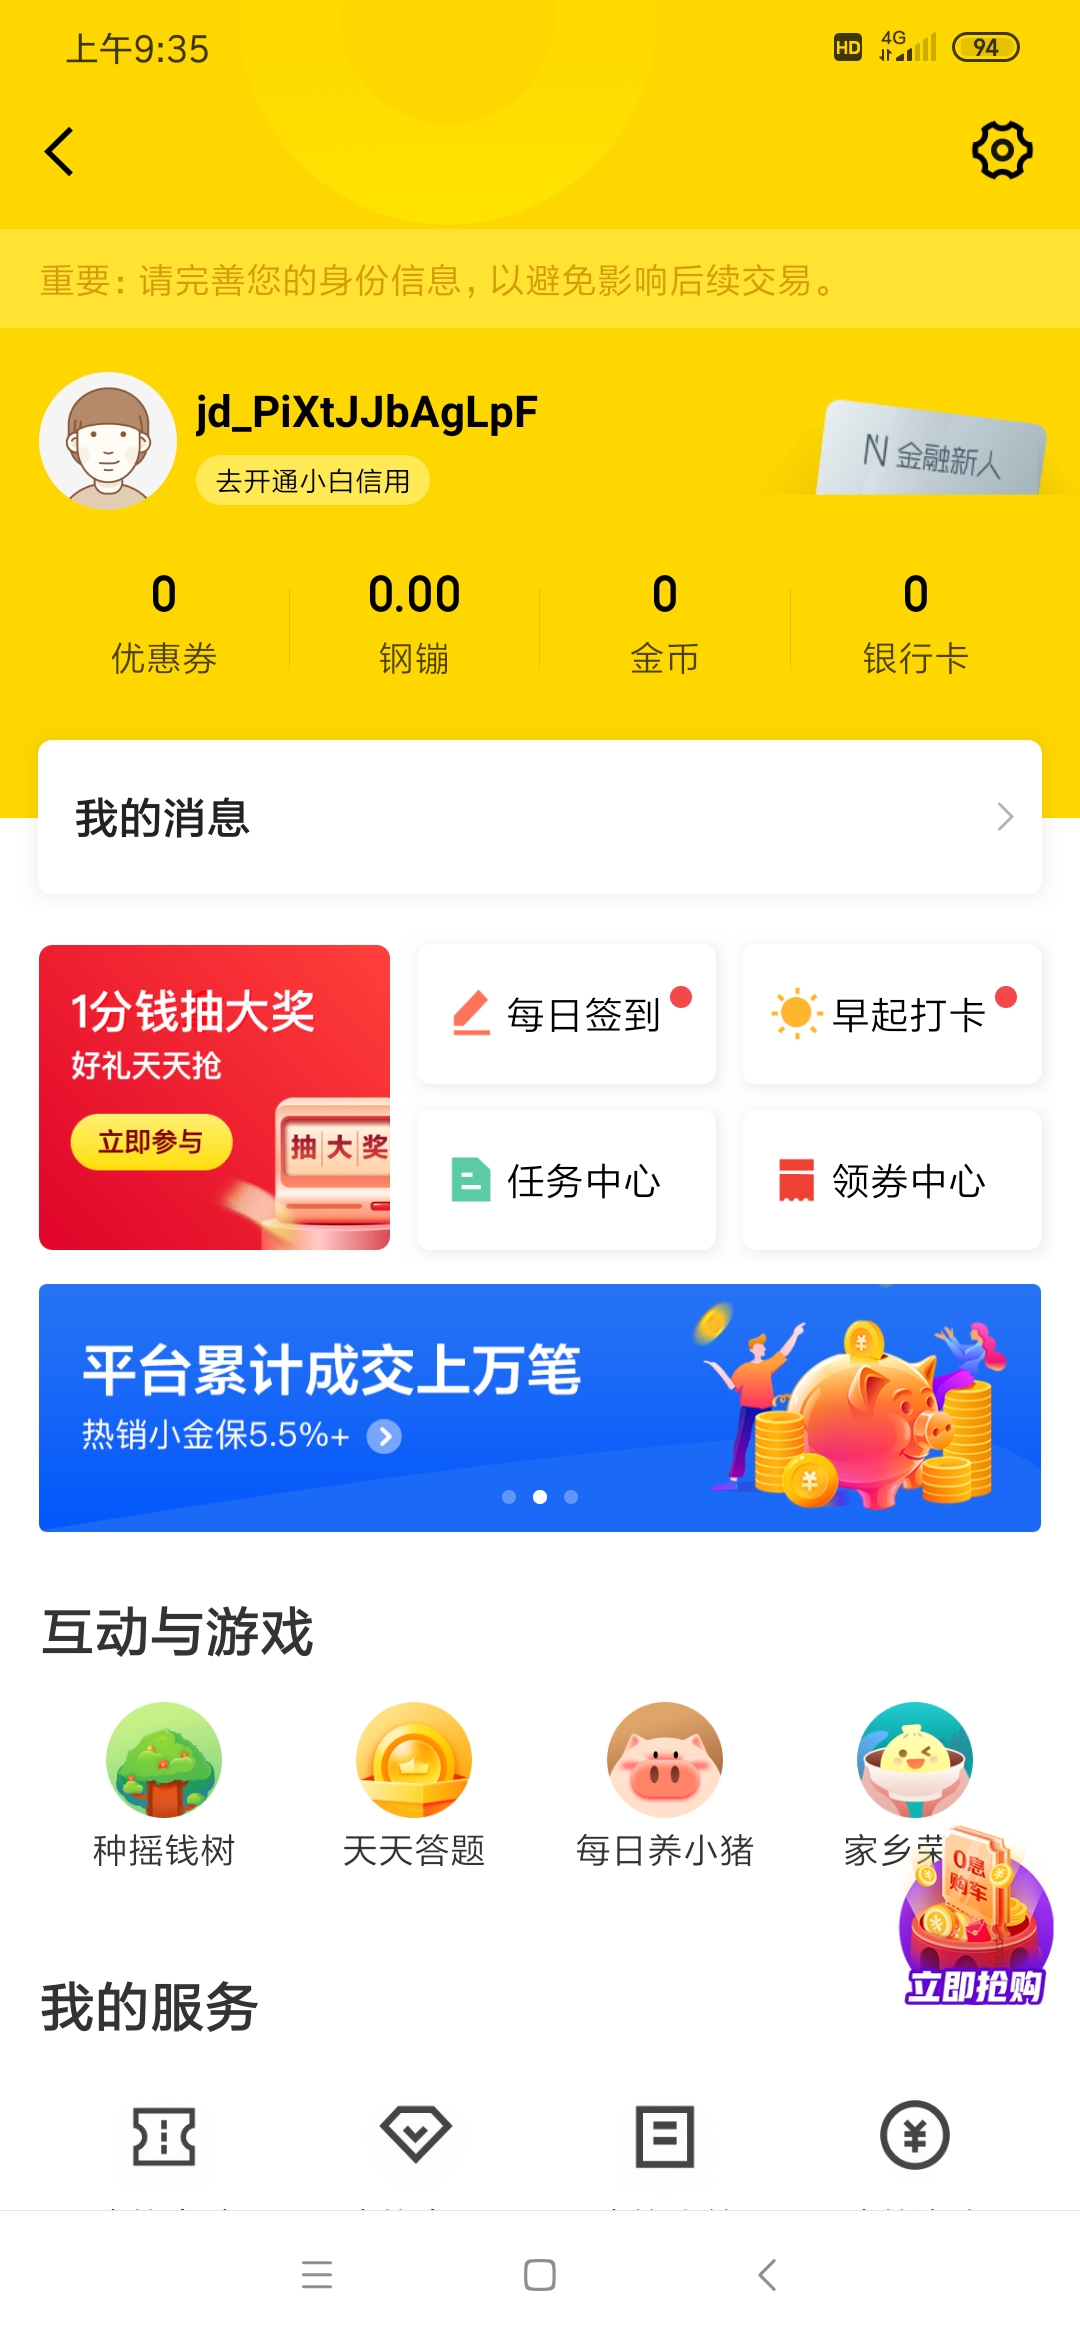 上午9:35
HD 4G 94
重要：请完善您的身份信息，以避免影响后续交易。
jd_PiXtJJbAgLpF
去开通小白信用
N 金融新人
0 0.00 0 0
优惠券 钢镚 金币 银行卡
我的消息
1分钱抽大奖
好礼天天抢
立即参与
抽大奖
每日签到 早起打卡
任务中心 领券中心
平台累计成交上万笔
热销小金保5.5%+
互动与游戏
种摇钱树 天天答题 每日养小猪 家乡荣
0息
购车
立即抢购
我的服务